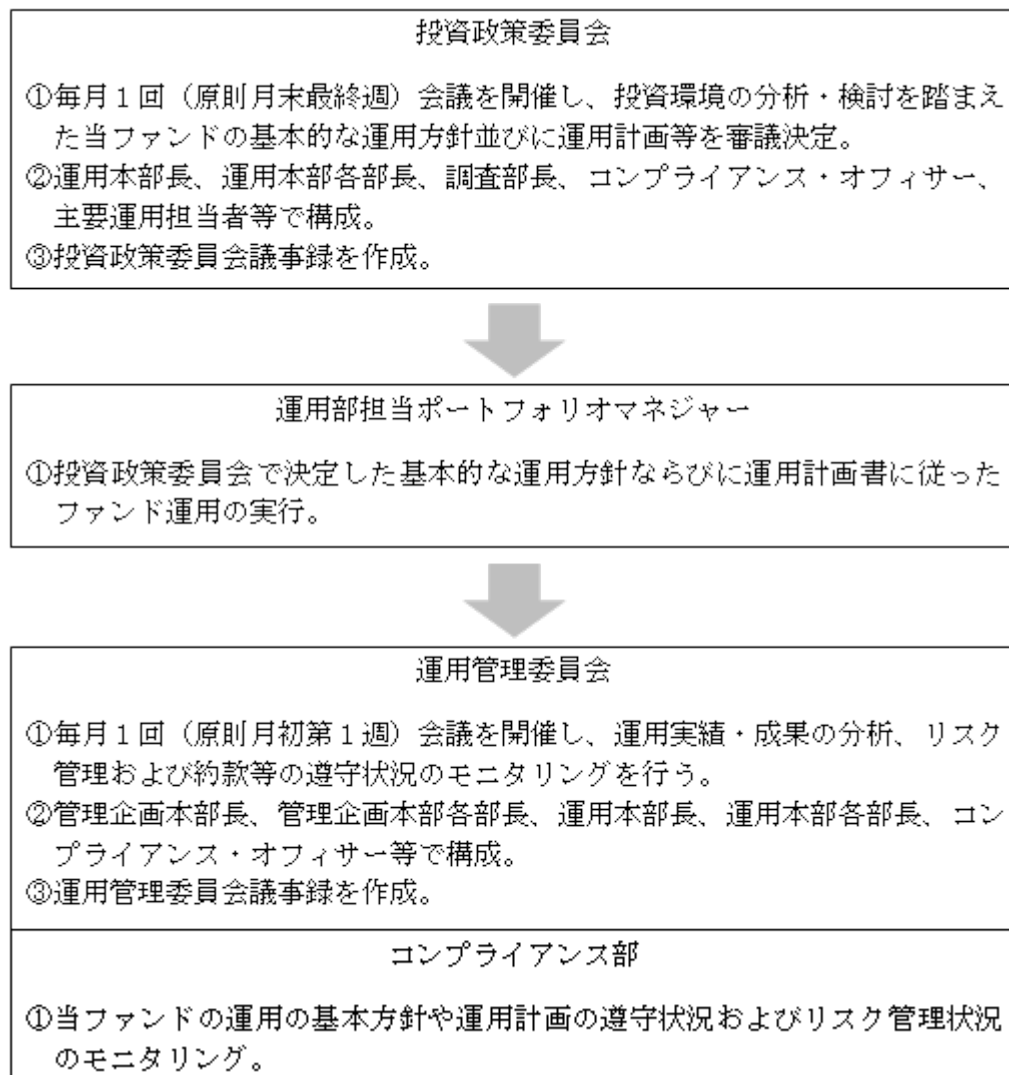 投資政策委員会
①毎月１回（原則月末最終週）会議を開催し、投資環境の分析・検討を踏まえ
た当ファンドの基本的な運用方針並びに運用計画等を審議決定。
②運用本部長、運用本部各部長、調査部長、コンプライアンス・オフィサー、
主要運用担当者等で構成。
③投資政策委員会議事録を作成。
運用部担当ポートフォリオマネジャー
①投資政策委員会で決定した基本的な運用方針ならびに運用計画書に従った
ファンド運用の実行。
運用管理委員会
①毎月１回（原則月初第１週）会議を開催し、運用実績・成果の分析、リスク
管理および約款等の遵守状況のモニタリングを行う。
②管理企画本部長、管理企画本部各部長、運用本部長、運用本部各部長、コン
プライアンス・オフィサー等で構成。
③運用管理委員会議事録を作成。
コンプライアンス部
①当ファンドの運用の基本方針や運用計画の遵守状況およびリスク管理状況
のモニタリング。